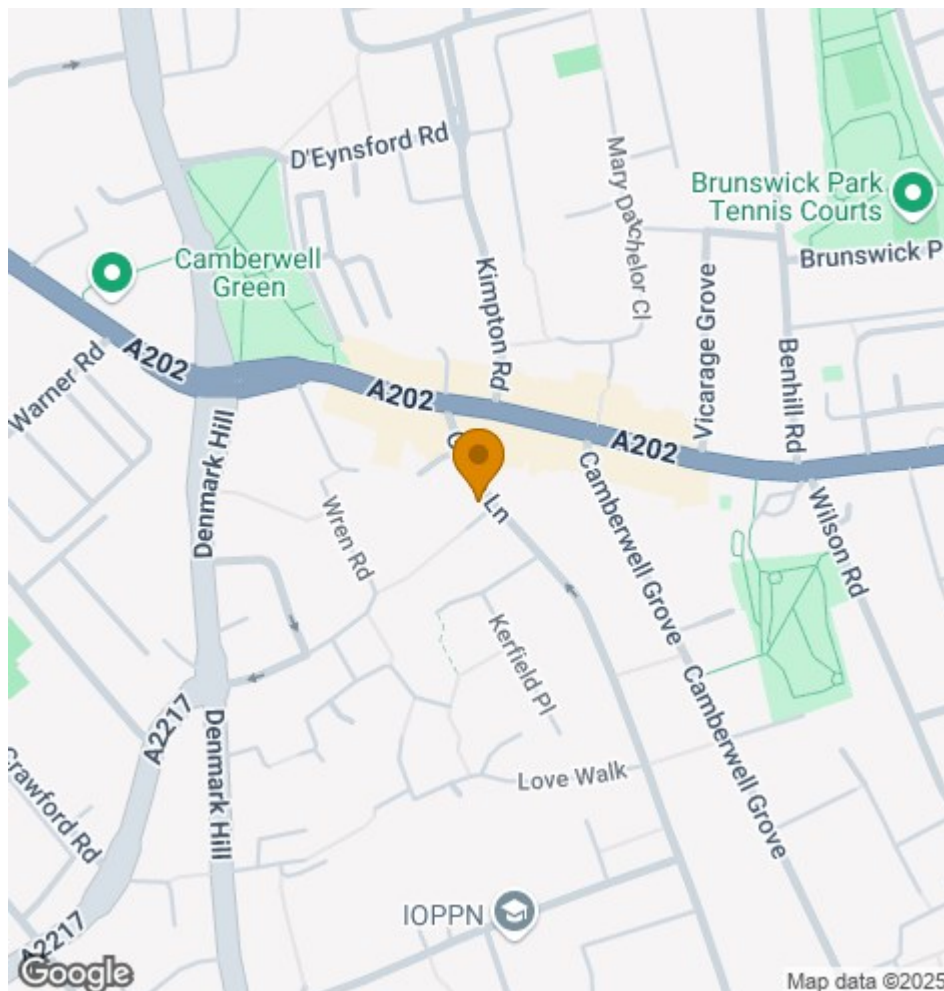 D'Eynsford Rd
Mary Datchelor Cl
Brunswick Park
Tennis Courts
Camberwell
Green
Brunswick P
Kimpton Rd
Vicarage Grove
Benhill Rd
Warner Rd
A202
A202
A202
Denmark Hill
Ln
Wren Rd
Camberwell Grove
Wilson Rd
Kerfield Pl
Camberwell Grove
A2217
Denmark Hill
Love Walk
Crawford Rd
IOPPN
A2217
Google
Map data ©2025